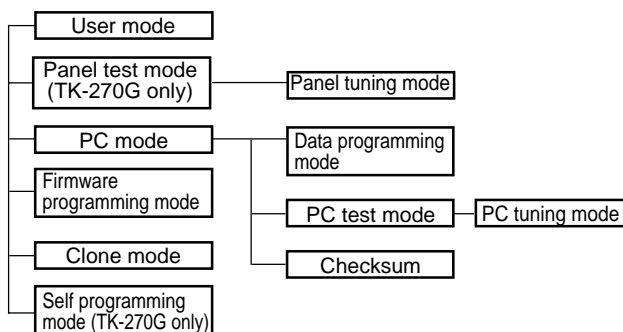 User mode
Panel test mode
(TK-270G only)
Panel tuning mode
PC mode
Data programming
mode
Firmware
programming mode
PC test mode
PC tuning mode
Clone mode
Checksum
Self programming
mode (TK-270G only)